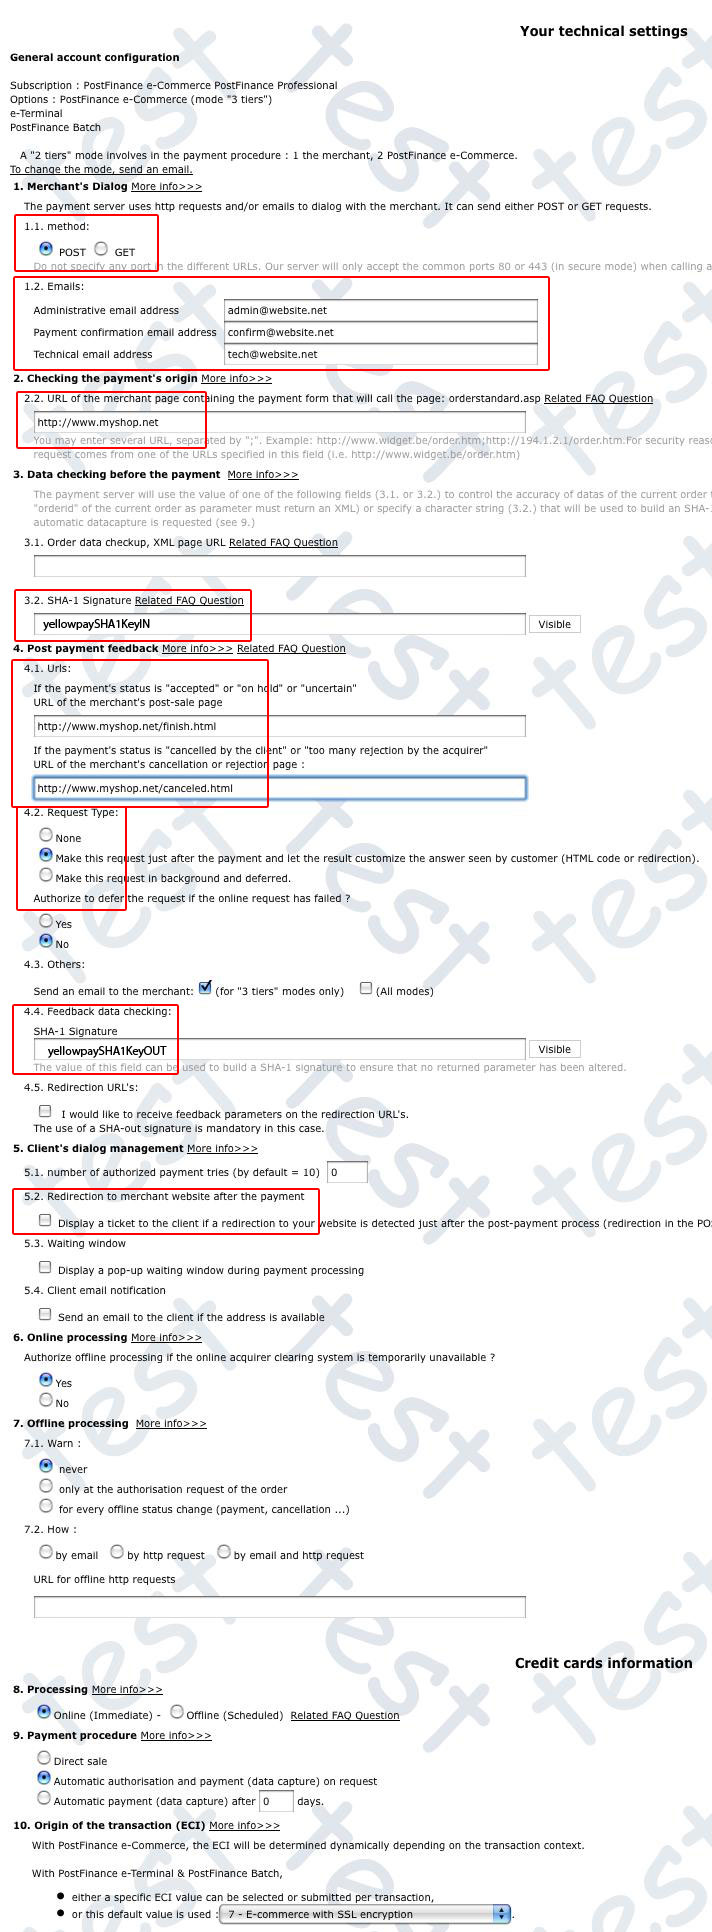 Your technical settings
General account configuration
Subscription : PostFinance e-Commerce PostFinance Professional
Options : PostFinance e-Commerce (mode "3 tiers")
e-Terminal
PostFinance Batch
A "2 tiers" mode involves in the payment procedure : 1 the merchant, 2 PostFinance e-Commerce.
To change the mode, send an email.
1. Merchant's Dialog More info>>>
The payment server uses http requests and/or emails to dialog with the merchant. It can send either POST or GET requests.
1.1. method:
POST GET
Do not specify any port in the different URLs. Our server will only accept the common ports 80 or 443 (in secure mode) when calling a
1.2. Emails:
Administrative email address admin@website.net
Payment confirmation email address confirm@website.net
Technical email address tech@website.net
2. Checking the payment's origin More info>>>
2.2. URL of the merchant page containing the payment form that will call the page: orderstandard.asp Related FAQ Question
http://www.myshop.net
You may enter several URL, separated by ";". Example: http://www.widget.be/order.htm;http://194.1.2.1/order.htm.For security reaso
request comes from one of the URLs specified in this field (i.e. http://www.widget.be/order.htm)
3. Data checking before the payment More info>>>
The payment server will use the value of one of the following fields (3.1. or 3.2.) to control the accuracy of datas of the current order
"orderid" of the current order as parameter must return an XML) or specify a character string (3.2.) that will be used to build an SHA-
automatic datacapture is requested (see 9.)
3.1. Order data checkup, XML page URL Related FAQ Question
3.2. SHA-1 Signature Related FAQ Question
yellowpaySHA1KeyIN Visible
4. Post payment feedback More info>>> Related FAQ Question
4.1. Urls:
If the payment's status is "accepted" or "on hold" or "uncertain"
URL of the merchant's post-sale page
http://www.myshop.net/finish.html
If the payment's status is "cancelled by the client" or "too many rejection by the acquirer"
URL of the merchant's cancellation or rejection page :
http://www.myshop.net/canceled.html
4.2. Request Type:
None
Make this request just after the payment and let the result customize the answer seen by customer (HTML code or redirection).
Make this request in background and deferred.
Authorize to defer the request if the online request has failed ?
Yes
No
4.3. Others:
Send an email to the merchant: (for "3 tiers" modes only) (All modes)
4.4. Feedback data checking:
SHA-1 Signature
yellowpaySHA1KeyOUT Visible
The value of this field can be used to build a SHA-1 signature to ensure that no returned parameter has been altered.
4.5. Redirection URL's:
I would like to receive feedback parameters on the redirection URL's.
The use of a SHA-out signature is mandatory in this case.
5. Client's dialog management More info>>>
5.1. number of authorized payment tries (by default = 10) 0
5.2. Redirection to merchant website after the payment
Display a ticket to the client if a redirection to your website is detected just after the post-payment process (redirection in the PO
5.3. Waiting window
Display a pop-up waiting window during payment processing
5.4. Client email notification
Send an email to the client if the address is available
6. Online processing More info>>>
Authorize offline processing if the online acquirer clearing system is temporarily unavailable ?
Yes
No
7. Offline processing More info>>>
7.1. Warn :
never
only at the authorisation request of the order
for every offline status change (payment, cancellation ...)
7.2. How :
by email by http request by email and http request
URL for offline http requests
Credit cards information
8. Processing More info>>>
Online (Immediate) - Offline (Scheduled) Related FAQ Question
9. Payment procedure More info>>>
Direct sale
Automatic authorisation and payment (data capture) on request
Automatic payment (data capture) after 0 days.
10. Origin of the transaction (ECI) More info>>>
With PostFinance e-Commerce, the ECI will be determined dynamically depending on the transaction context.
With PostFinance e-Terminal & PostFinance Batch,
● either a specific ECI value can be selected or submitted per transaction,
● or this default value is used : 7 - E-commerce with SSL encryption .